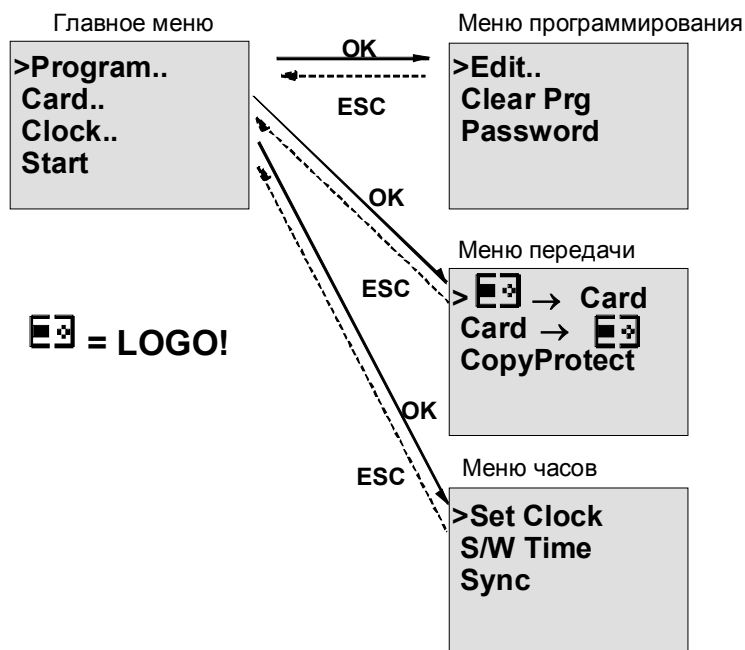 Главное меню
>Program..
Card..
Clock..
Start
OK
ESC
Меню программирования
>Edit..
Clear Prg
Password
OK
ESC
Меню передачи
> → Card
Card →
CopyProtect
= LOGO!
OK
ESC
Меню часов
>Set Clock
S/W Time
Sync